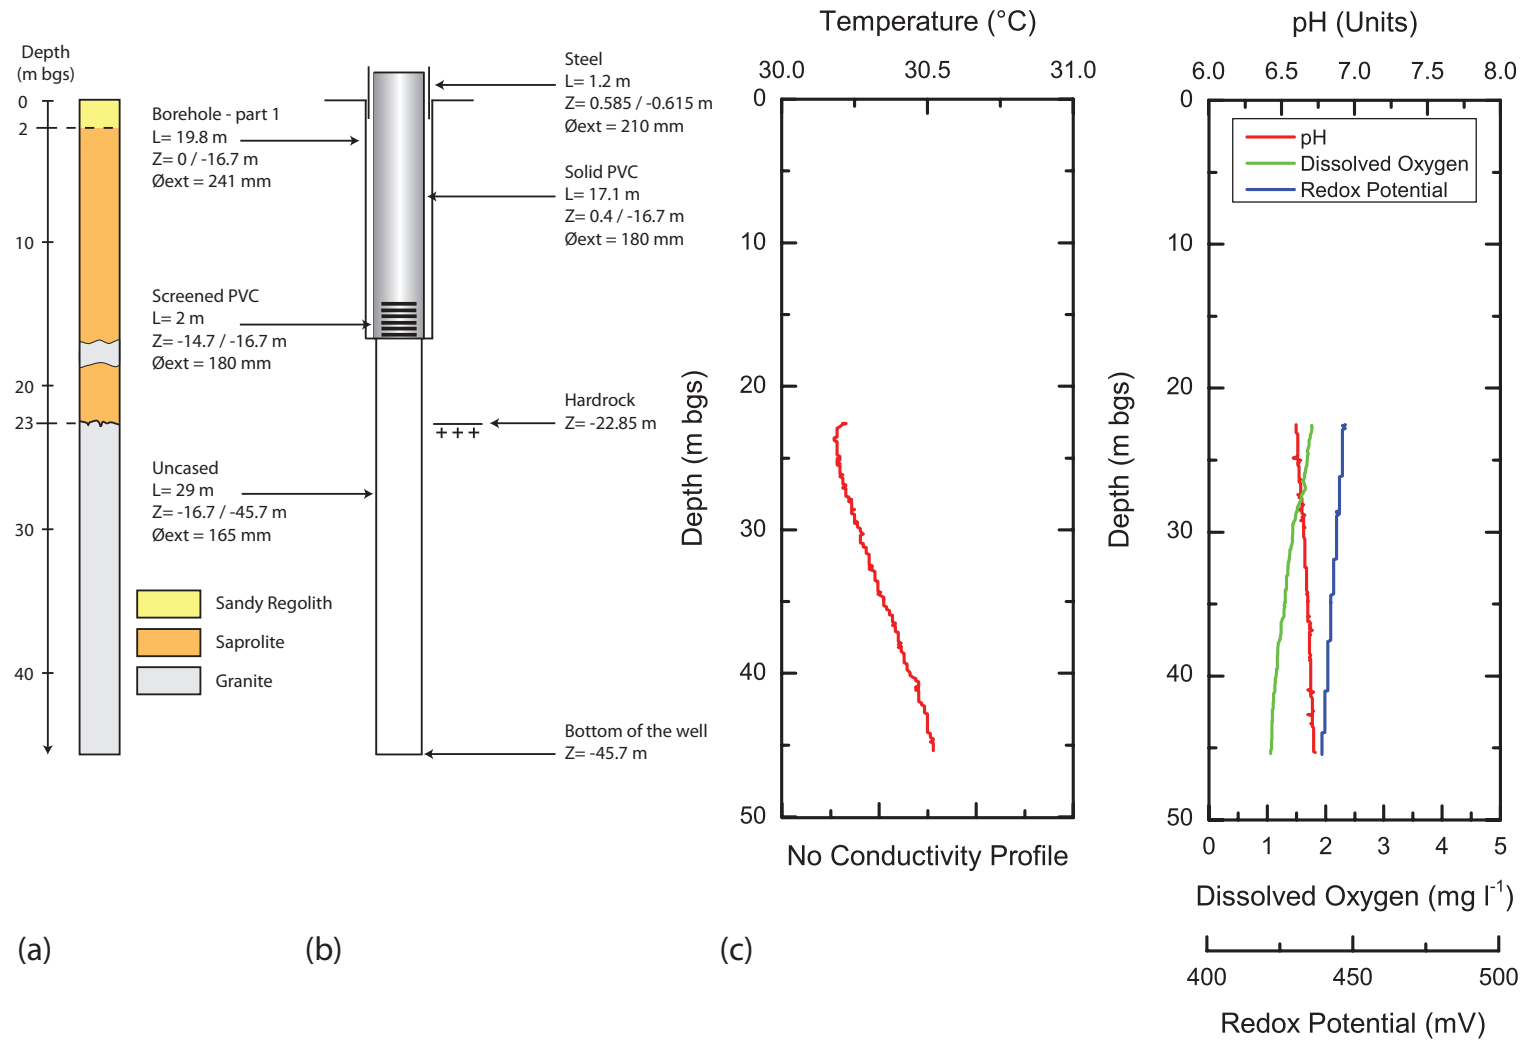 Depth
(m bgs)
0
2
10
20
23
30
40
Borehole - part 1
L= 19.8 m
Z= 0 / -16.7 m
Øext = 241 mm
Screened PVC
L= 2 m
Z= -14.7 / -16.7 m
Øext = 180 mm
Uncased
L= 29 m
Z= -16.7 / -45.7 m
Øext = 165 mm
Sandy Regolith
Saprolite
Granite
(a)
Steel
L= 1.2 m
Z= 0.585 / -0.615 m
Øext = 210 mm
Solid PVC
L= 17.1 m
Z= 0.4 / -16.7 m
Øext = 180 mm
Hardrock
Z= -22.85 m
+ + +
Bottom of the well
Z= -45.7 m
(b)
Temperature (°C)
30.0 30.5 31.0
0
10
20
30
40
50
Depth (m bgs)
No Conductivity Profile
(c)
pH (Units)
6.0 6.5 7.0 7.5 8.0
pH
Dissolved Oxygen
Redox Potential
0
10
20
30
40
50
Depth (m bgs)
0 1 2 3 4 5
Dissolved Oxygen (mg l⁻¹)
400 450 500
Redox Potential (mV)